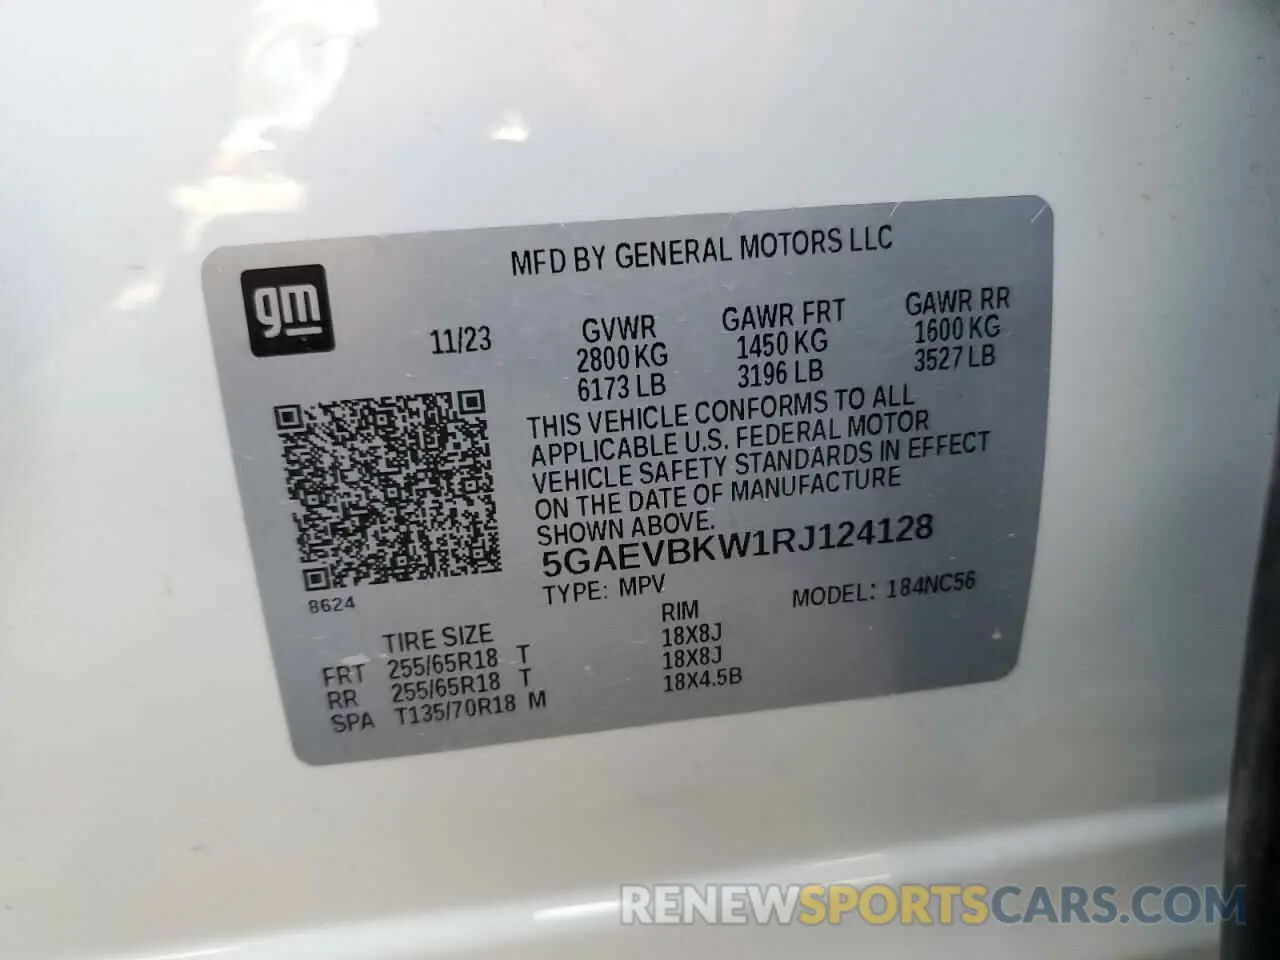 MFD BY GENERAL MOTORS LLC
gm
11/23
GVWR
2800 KG
6173 LB
GAWR FRT
1450 KG
3196 LB
GAWR RR
1600 KG
3527 LB
THIS VEHICLE CONFORMS TO ALL
APPLICABLE U.S. FEDERAL MOTOR
VEHICLE SAFETY STANDARDS IN EFFECT
ON THE DATE OF MANUFACTURE
SHOWN ABOVE.
5GAEVBKW1RJ124128
TYPE: MPV
MODEL: 184NC56
8624
TIRE SIZE RIM
FRT 255/65R18 T 18X8J
RR 255/65R18 T 18X8J
SPA T135/70R18 M 18X4.5B
RENEWSPORTSCARS.COM